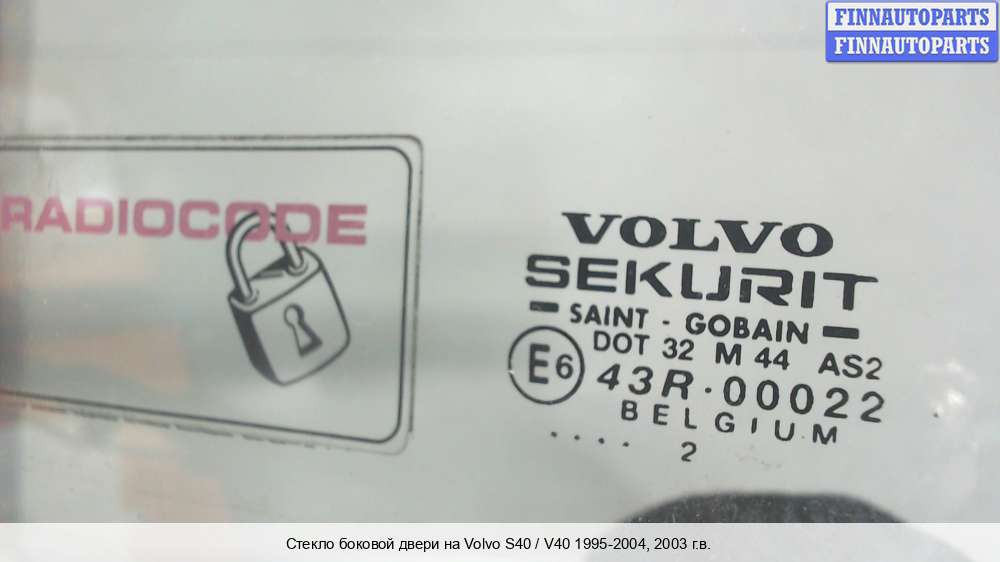 FINNAUTOPARTS
FINNAUTOPARTS
RADIOCODE
VOLVO
SEKURIT
SAINT - GOBAIN
DOT 32 M 44 AS2
E6 43R·00022
BELGIUM
.... 2
Стекло боковой двери на Volvo S40 / V40 1995-2004, 2003 г.в.